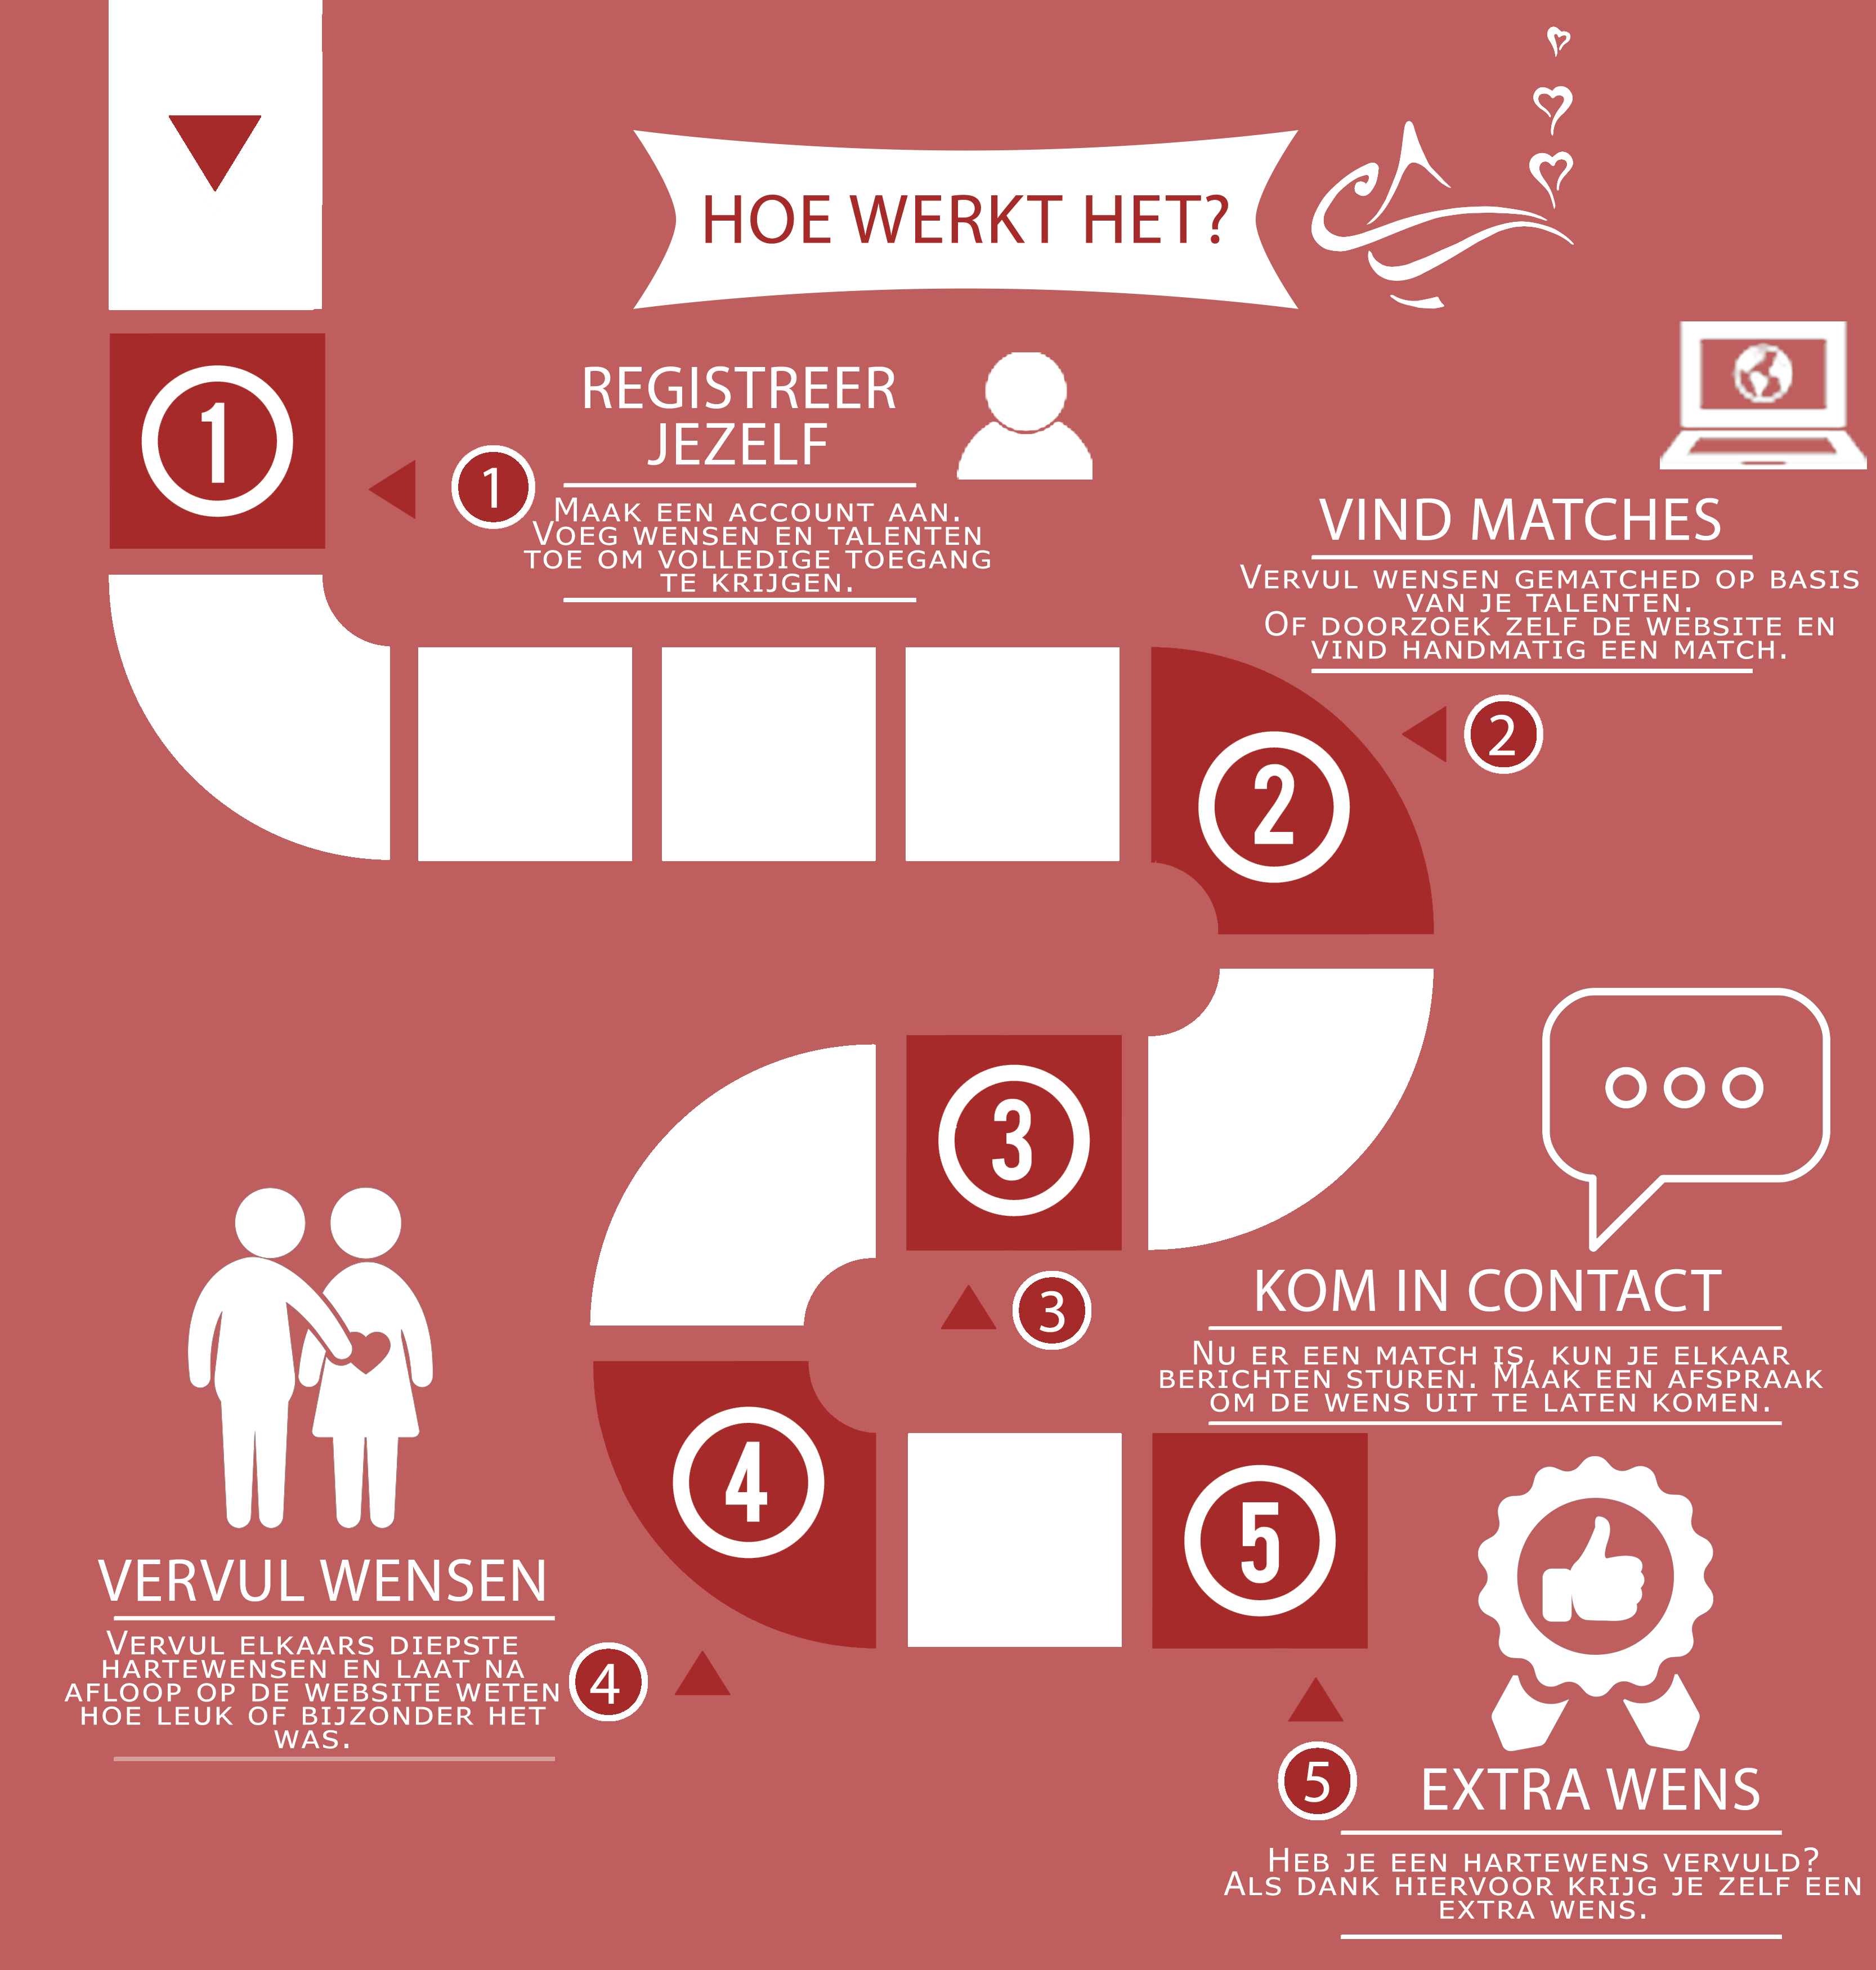 HOE WERKT HET?
1
REGISTREER
JEZELF
1
MAAK EEN ACCOUNT AAN.
VOEG WENSEN EN TALENTEN
TOE OM VOLLEDIGE TOEGANG
TE KRIJGEN.
VIND MATCHES
VERVUL WENSEN GEMATCHED OP BASIS
VAN JE TALENTEN.
OF DOORZOEK ZELF DE WEBSITE EN
VIND HANDMATIG EEN MATCH.
2
2
3
3
KOM IN CONTACT
NU ER EEN MATCH IS, KUN JE ELKAAR
BERICHTEN STUREN. MAAK EEN AFSPRAAK
OM DE WENS UIT TE LATEN KOMEN.
4
VERVUL WENSEN
VERVUL ELKAARS DIEPSTE
HARTEWENSEN EN LAAT NA
AFLOOP OP DE WEBSITE WETEN
HOE LEUK OF BIJZONDER HET
WAS.
4
5
5
EXTRA WENS
HEB JE EEN HARTEWENS VERVULD?
ALS DANK HIERVOOR KRIJG JE ZELF EEN
EXTRA WENS.